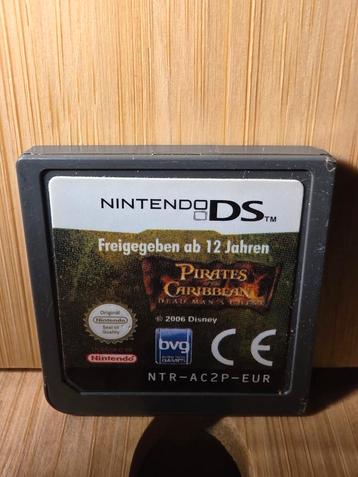 NINTENDO DS TM
Freigegeben ab 12 Jahren
PIRATES
of the
CARIBBEAN
DEAD MAN'S CHEST
© 2006 Disney
Original
Nintendo
Seal of
Quality
Nintendo
bvg
CE
NTR-AC2P-EUR